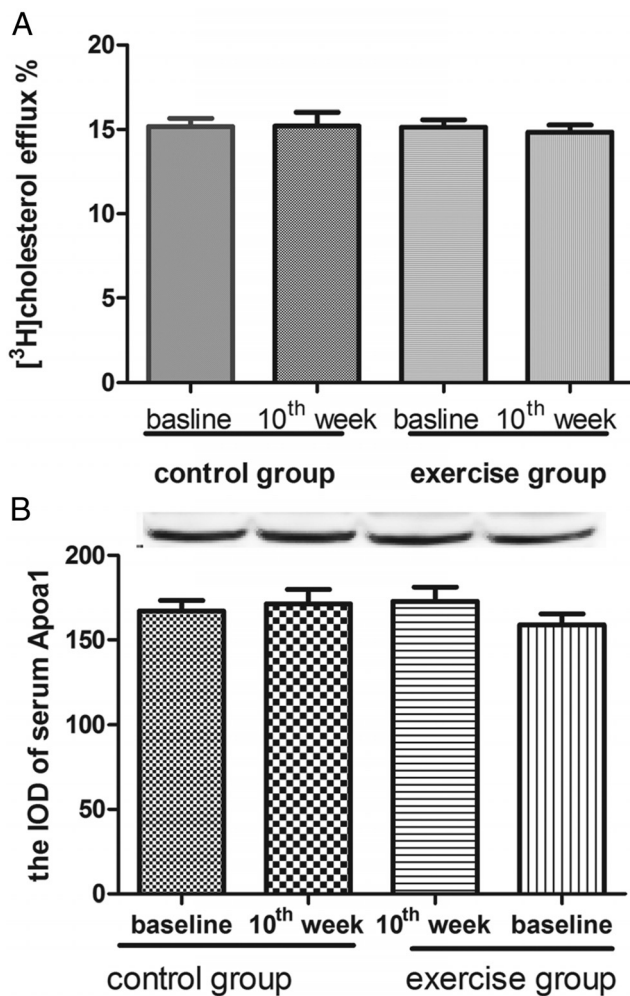 A
[³H]cholesterol efflux %
20
15
10
5
0
basline 10ᵗʰ week basline 10ᵗʰ week
control group exercise group
B
the IOD of serum Apoa1
200
150
100
50
0
baseline 10ᵗʰ week 10ᵗʰ week baseline
control group exercise group